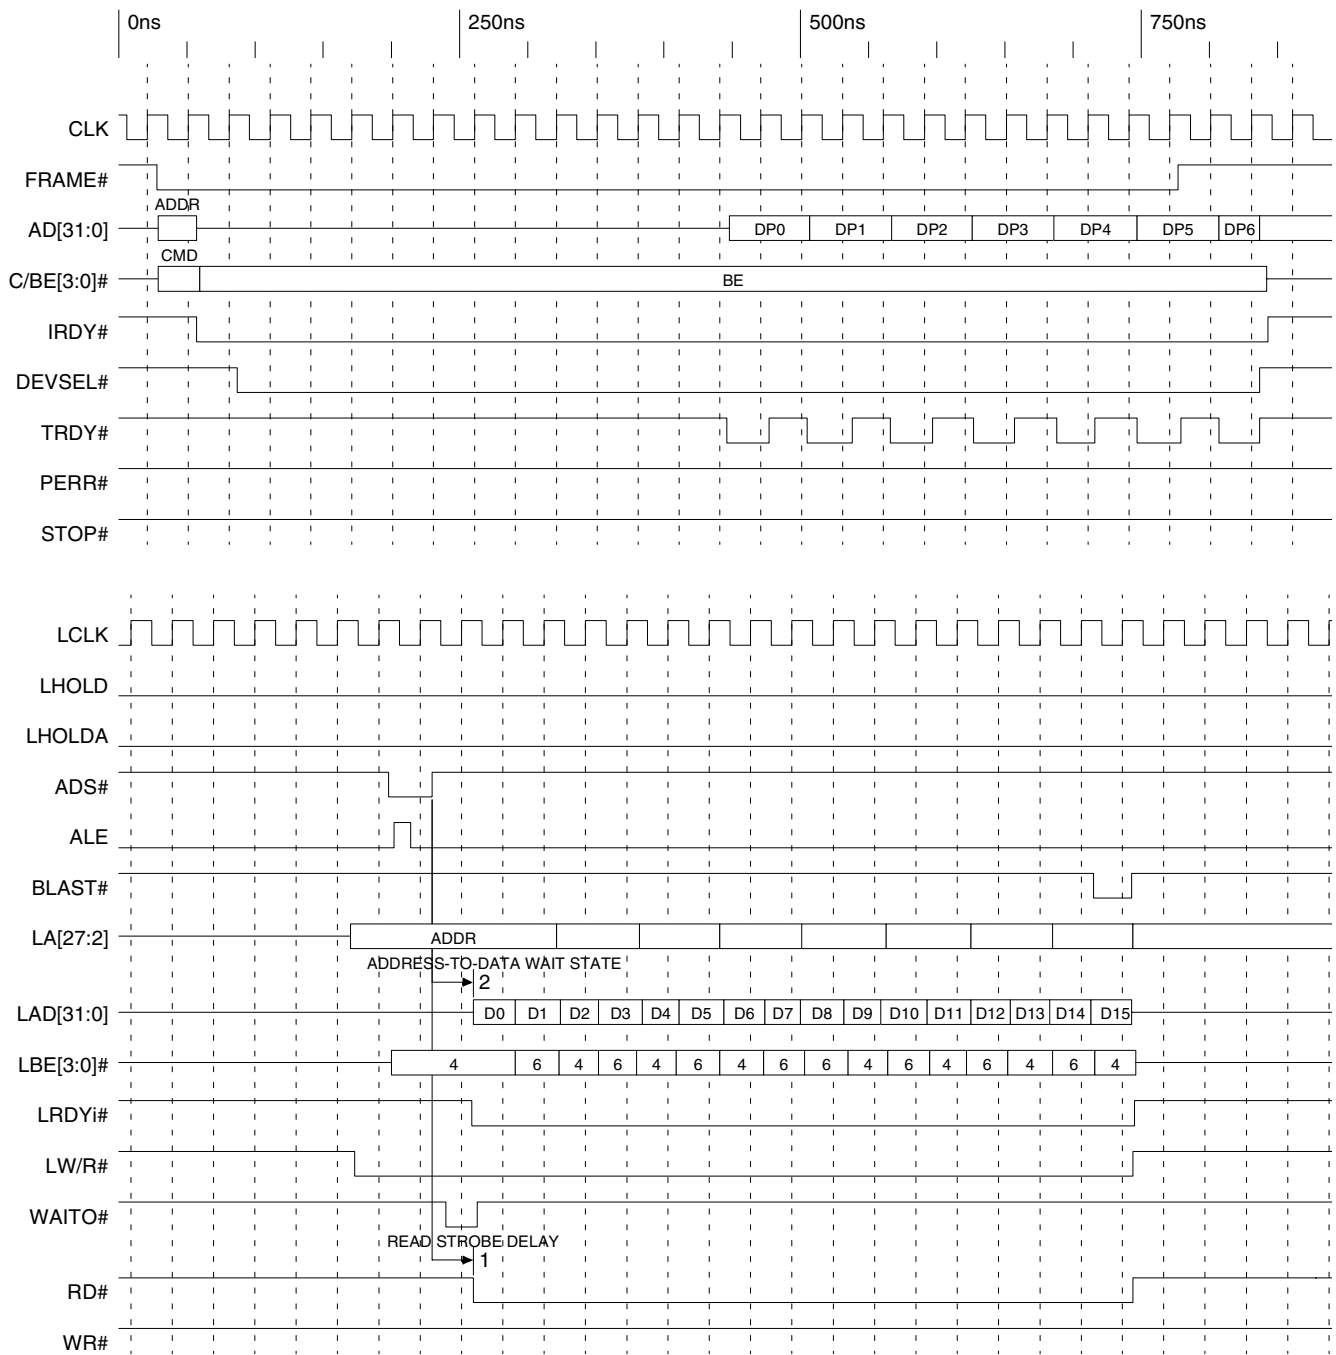 0ns 250ns 500ns 750ns
CLK
FRAME#
ADDR
AD[31:0] DP0 DP1 DP2 DP3 DP4 DP5 DP6
CMD
C/BE[3:0]# BE
IRDY#
DEVSEL#
TRDY#
PERR#
STOP#
LCLK
LHOLD
LHOLDA
ADS#
ALE
BLAST#
LA[27:2] ADDR
ADDRESS-TO-DATA WAIT STATE
2
LAD[31:0] D0 D1 D2 D3 D4 D5 D6 D7 D8 D9 D10 D11 D12 D13 D14 D15
LBE[3:0]# 4 6 4 6 4 6 4 6 6 4 6 4 6 4 6 4
LRDYi#
LW/R#
WAITO#
READ STROBE DELAY
1
RD#
WR#